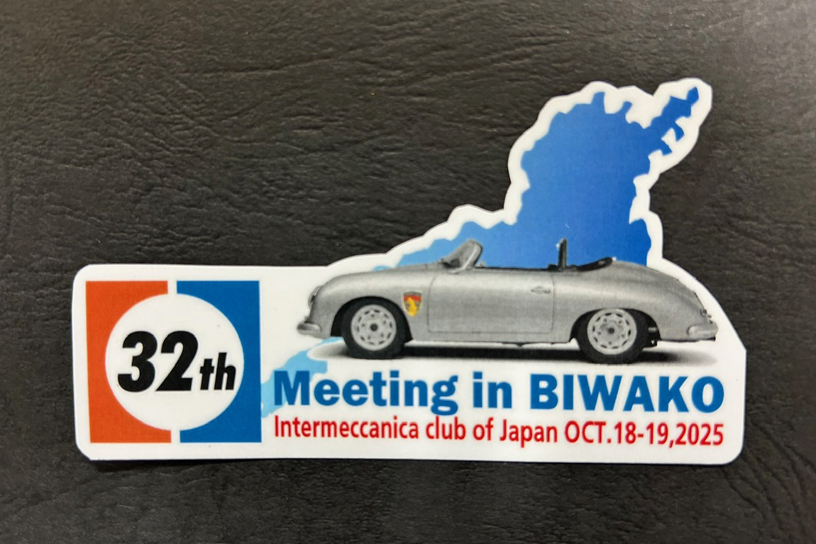 32th
Meeting in BIWAKO
Intermeccanica club of Japan OCT.18-19,2025